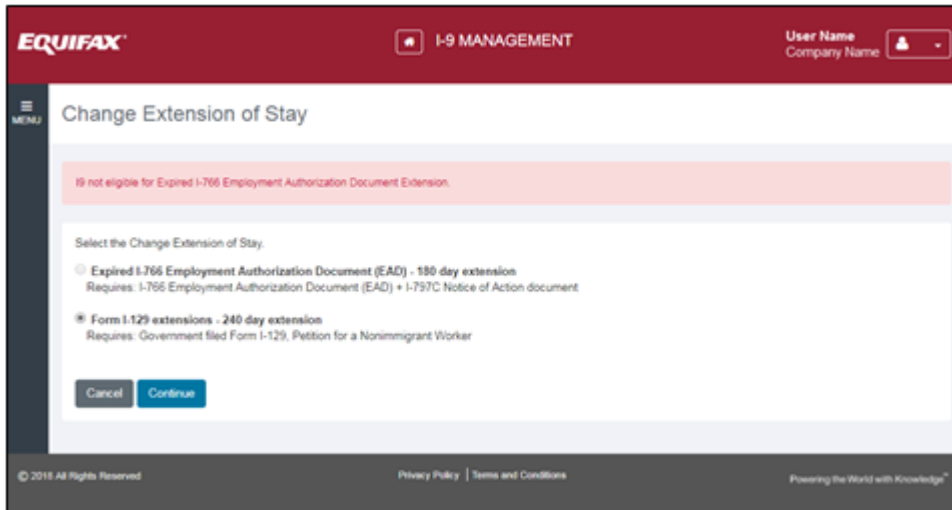 EQUIFAX
I-9 MANAGEMENT
User Name
Company Name
MENU
Change Extension of Stay
I9 not eligible for Expired I-766 Employment Authorization Document Extension.
Select the Change Extension of Stay.
Expired I-766 Employment Authorization Document (EAD) - 180 day extension
Requires: I-766 Employment Authorization Document (EAD) + I-797C Notice of Action document
Form I-129 extensions - 240 day extension
Requires: Government filed Form I-129, Petition for a Nonimmigrant Worker
Cancel Continue
© 2018 All Rights Reserved
Privacy Policy | Terms and Conditions
Powering the World with Knowledge™